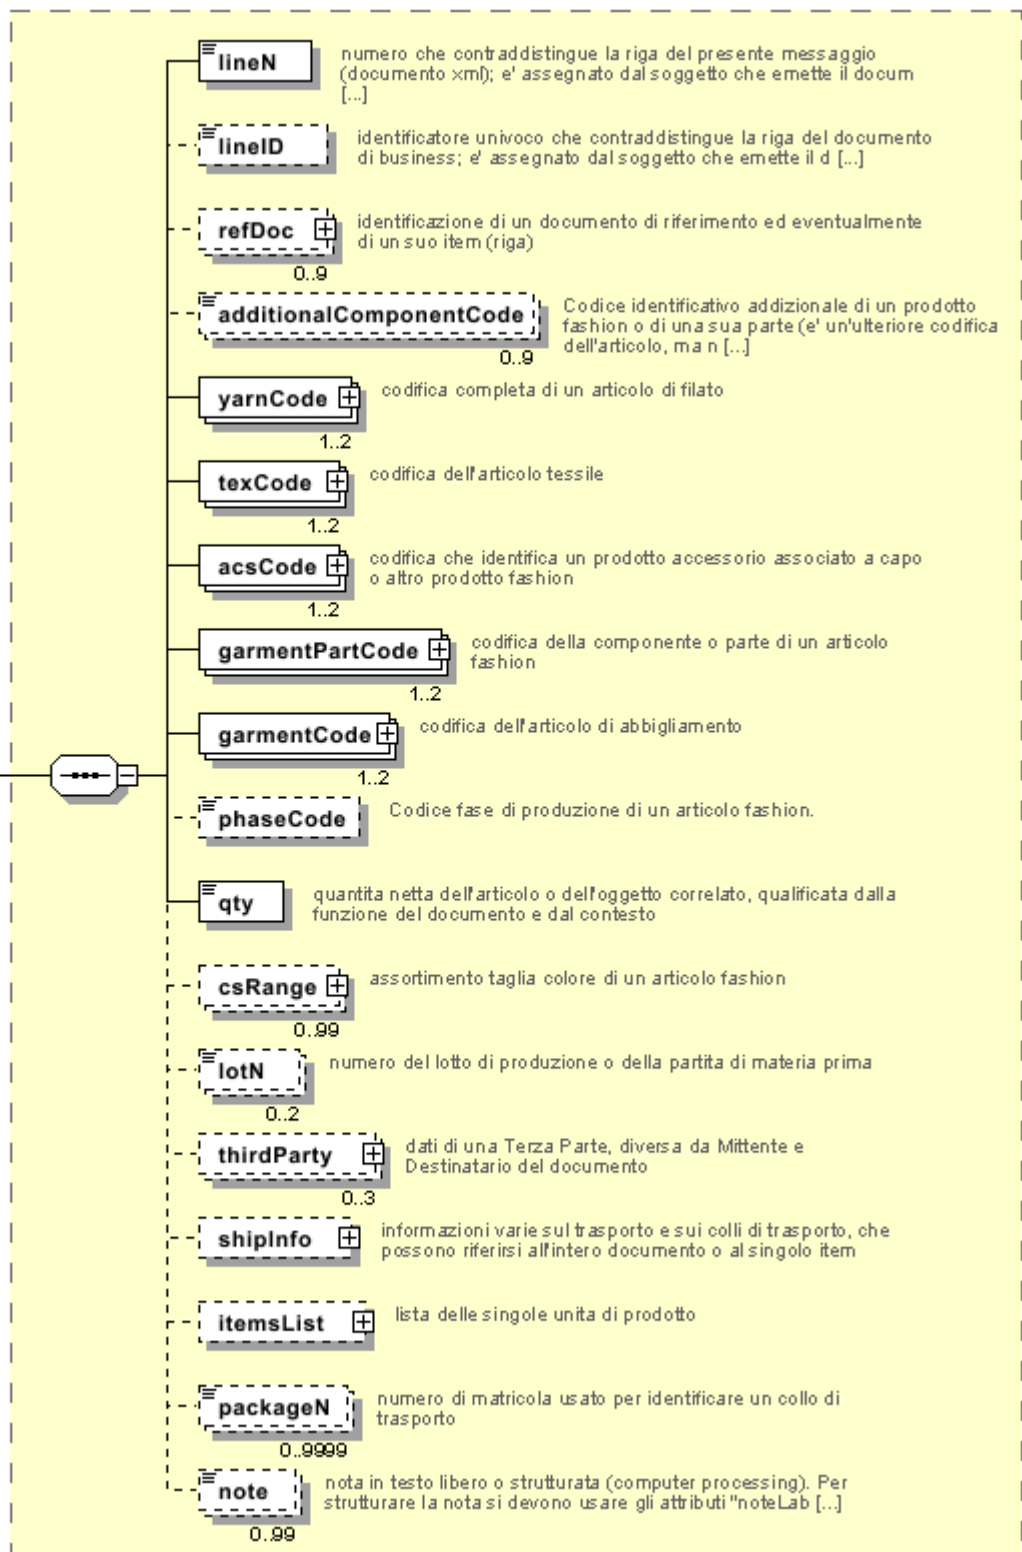 lineN
numero che contraddistingue la riga del presente messaggio
(documento xml); e' assegnato dal soggetto che emette il docum
[...]
lineID
identificatore univoco che contraddistingue la riga del documento
di business; e' assegnato dal soggetto che emette il d [...]
refDoc
identificazione di un documento di riferimento ed eventualmente
di un suo item (riga)
0..9
additionalComponentCode
Codice identificativo addizionale di un prodotto
fashion o di una sua parte (e' un'ulteriore codifica
dell'articolo, ma n [...]
0..9
yarnCode
codifica completa di un articolo di filato
1..2
texCode
codifica dell'articolo tessile
1..2
acsCode
codifica che identifica un prodotto accessorio associato a capo
o altro prodotto fashion
1..2
garmentPartCode
codifica della componente o parte di un articolo
fashion
1..2
garmentCode
codifica dell'articolo di abbigliamento
1..2
phaseCode
Codice fase di produzione di un articolo fashion.
qty
quantita netta dell'articolo o dell'oggetto correlato, qualificata dalla
funzione del documento e dal contesto
csRange
assortimento taglia colore di un articolo fashion
0..99
lotN
numero del lotto di produzione o della partita di materia prima
0..2
thirdParty
dati di una Terza Parte, diversa da Mittente e
Destinatario del documento
0..3
shipInfo
informazioni varie sul trasporto e sui colli di trasporto, che
possono riferirsi all'intero documento o al singolo item
itemsList
lista delle singole unita di prodotto
packageN
numero di matricola usato per identificare un collo di
trasporto
0..9999
note
nota in testo libero o strutturata (computer processing). Per
strutturare la nota si devono usare gli attributi "noteLab [...]
0..99